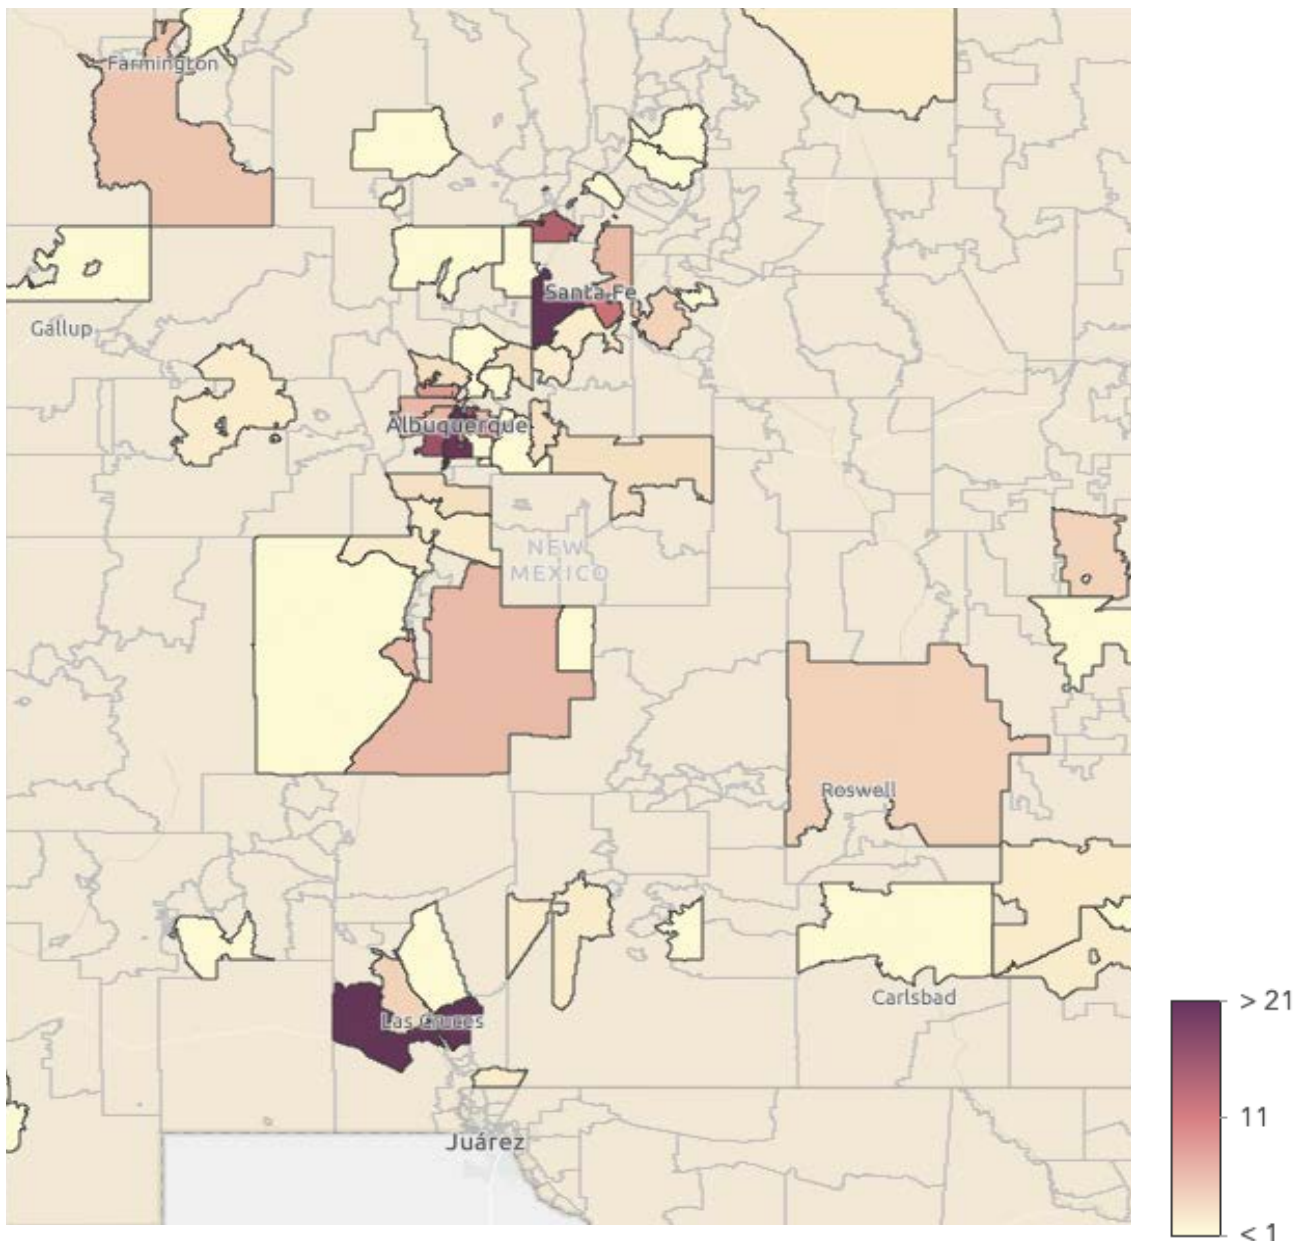 Farmington
Santa Fe
Gallup
Albuquerque
NEW
MEXICO
Roswell
Carlsbad
Las Cruces
Juárez
> 21
11
< 1